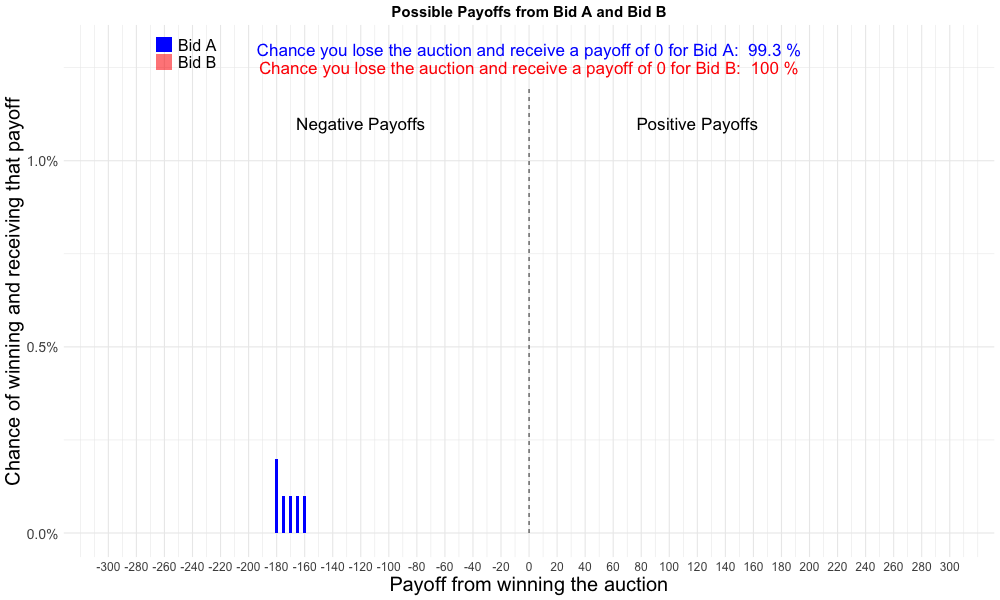 Possible Payoffs from Bid A and Bid B
Bid A
Bid B
Chance you lose the auction and receive a payoff of 0 for Bid A:  99.3 %
Chance you lose the auction and receive a payoff of 0 for Bid B:  100 %
Negative Payoffs
Positive Payoffs
Chance of winning and receiving that payoff
1.0%
0.5%
0.0%
-300 -280 -260 -240 -220 -200 -180 -160 -140 -120 -100 -80 -60 -40 -20 0 20 40 60 80 100 120 140 160 180 200 220 240 260 280 300
Payoff from winning the auction